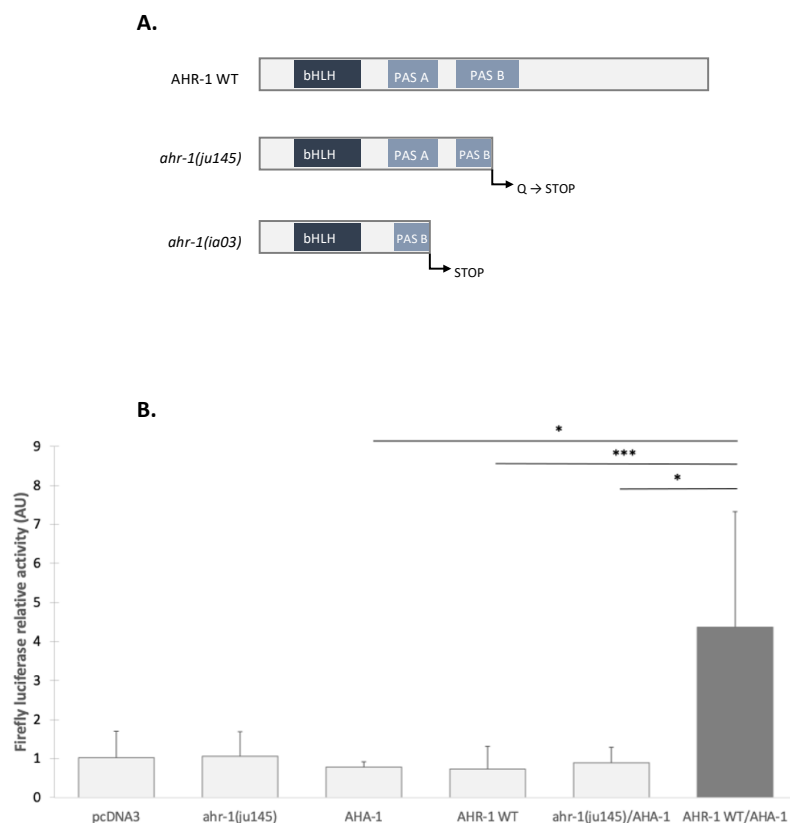 A.
AHR-1 WT
bHLH
PAS A
PAS B
ahr-1(ju145)
bHLH
PAS A
PAS B
Q → STOP
ahr-1(ia03)
bHLH
PAS B
STOP
B.
*
***
*
Firefly luciferase relative activity (AU)
9
8
7
6
5
4
3
2
1
0
pcDNA3
ahr-1(ju145)
AHA-1
AHR-1 WT
ahr-1(ju145)/AHA-1
AHR-1 WT/AHA-1